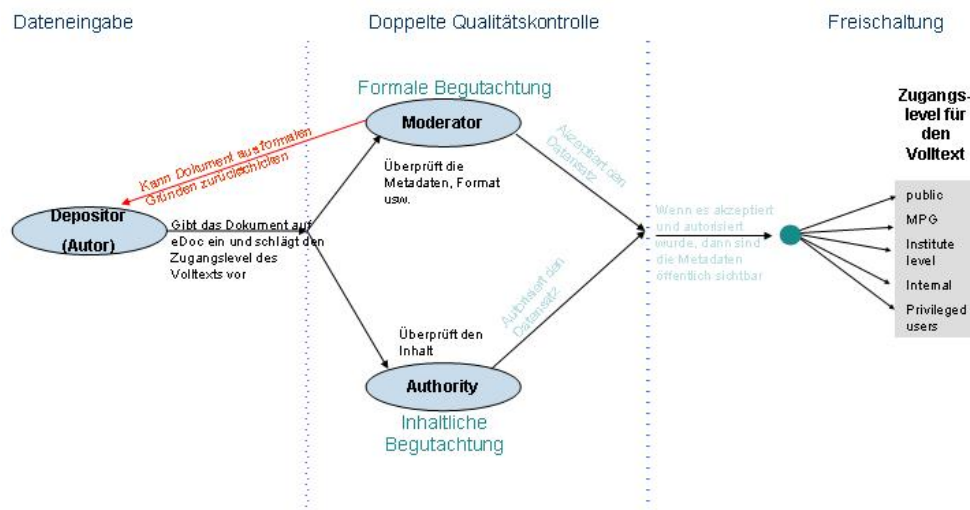 Dateneingabe
Doppelte Qualitätskontrolle
Freischaltung
Formale Begutachtung
Moderator
Überprüft die
Metadaten, Format
usw.
Kann Dokument aus formalen
Gründen zurückschicken
Depositor
(Autor)
Gibt das Dokument auf
eDoc ein und schlägt den
Zugangslevel des
Volltexts vor
Akzeptiert den
Datansatz
Überprüft den
Inhalt
Authority
Inhaltliche
Begutachtung
Autorisiert den
Datansatz
Wenn es akzeptiert
und autorisiert
wurde, dann sind
die Metadaten
öffentlich sichtbar
Zugangs-
level für
den
Volltext
public
MPG
Institute
level
Internal
Privileged
users